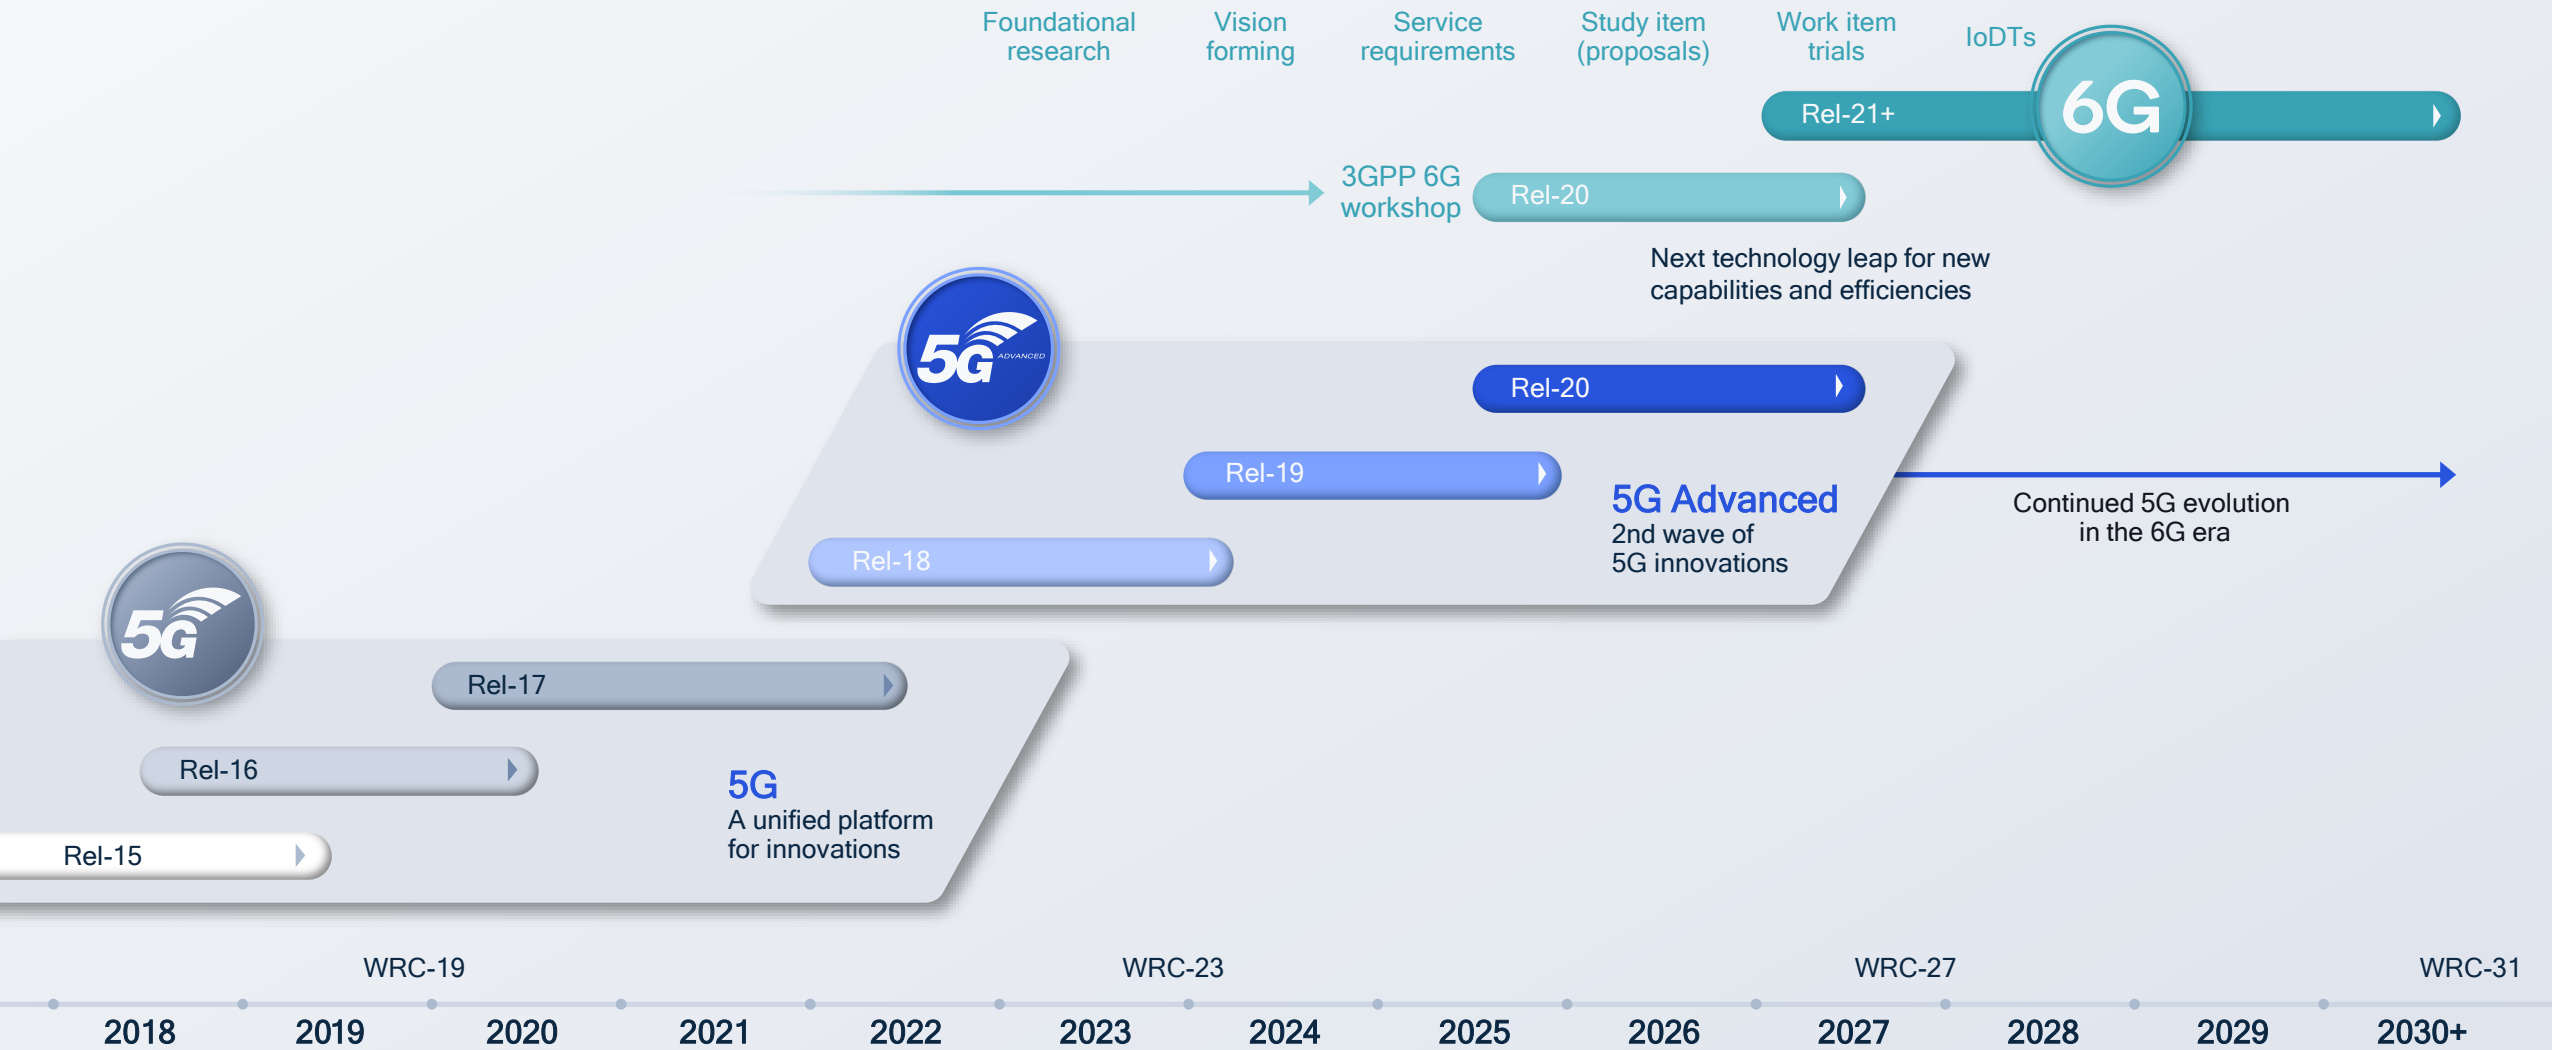 Foundational
research
Vision
forming
Service
requirements
Study item
(proposals)
Work item
trials
IoDTs
6G
Rel-21+
3GPP 6G
workshop
Rel-20
Next technology leap for new
capabilities and efficiencies
5G
ADVANCED
Rel-20
Rel-19
5G Advanced
2nd wave of
5G innovations
Continued 5G evolution
in the 6G era
Rel-18
5G
Rel-17
Rel-16
5G
A unified platform
for innovations
Rel-15
WRC-19
WRC-23
WRC-27
WRC-31
2018
2019
2020
2021
2022
2023
2024
2025
2026
2027
2028
2029
2030+